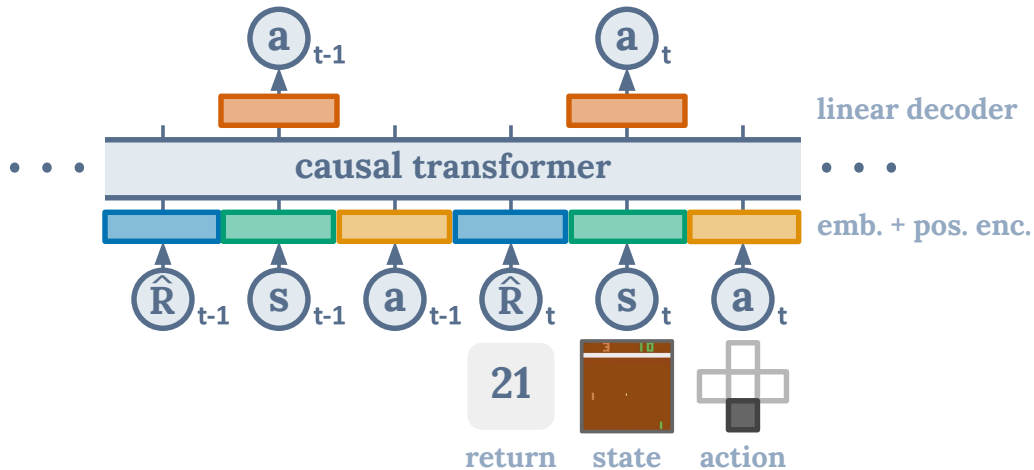 a t-1 a t
linear decoder
. . . causal transformer . . .
emb. + pos. enc.
R̂ t-1 s t-1 a t-1 R̂ t s t a t
3 10
21
return state action